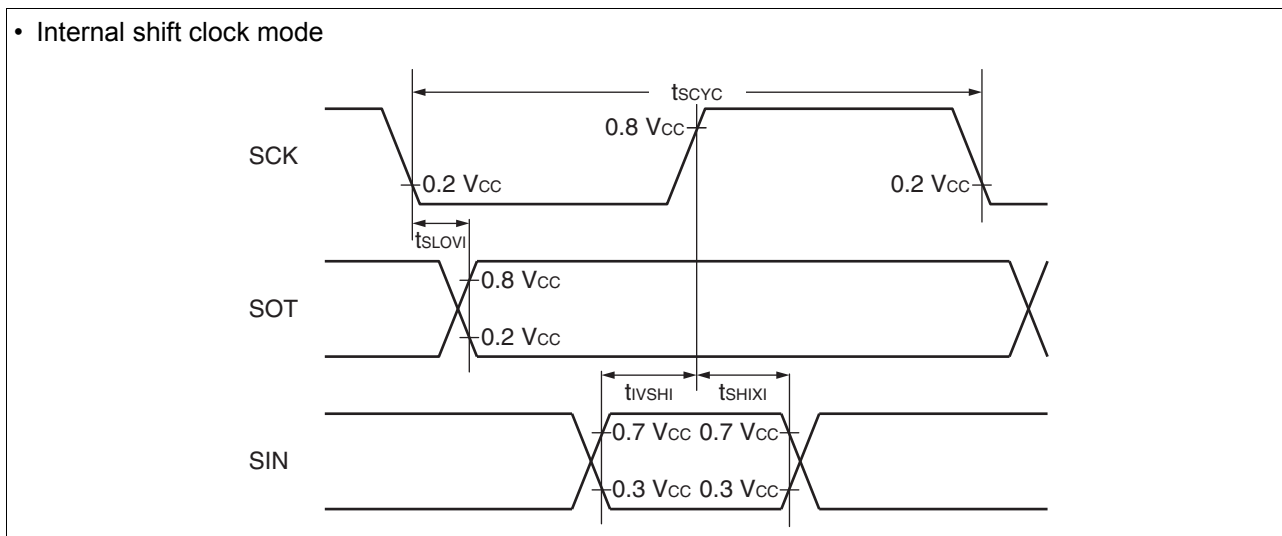 • Internal shift clock mode
tSCYC
0.8 VCC
SCK
0.2 VCC 0.2 VCC
tSLOVI
0.8 VCC
SOT
0.2 VCC
tIVSHI tSHIXI
0.7 VCC 0.7 VCC
SIN
0.3 VCC 0.3 VCC